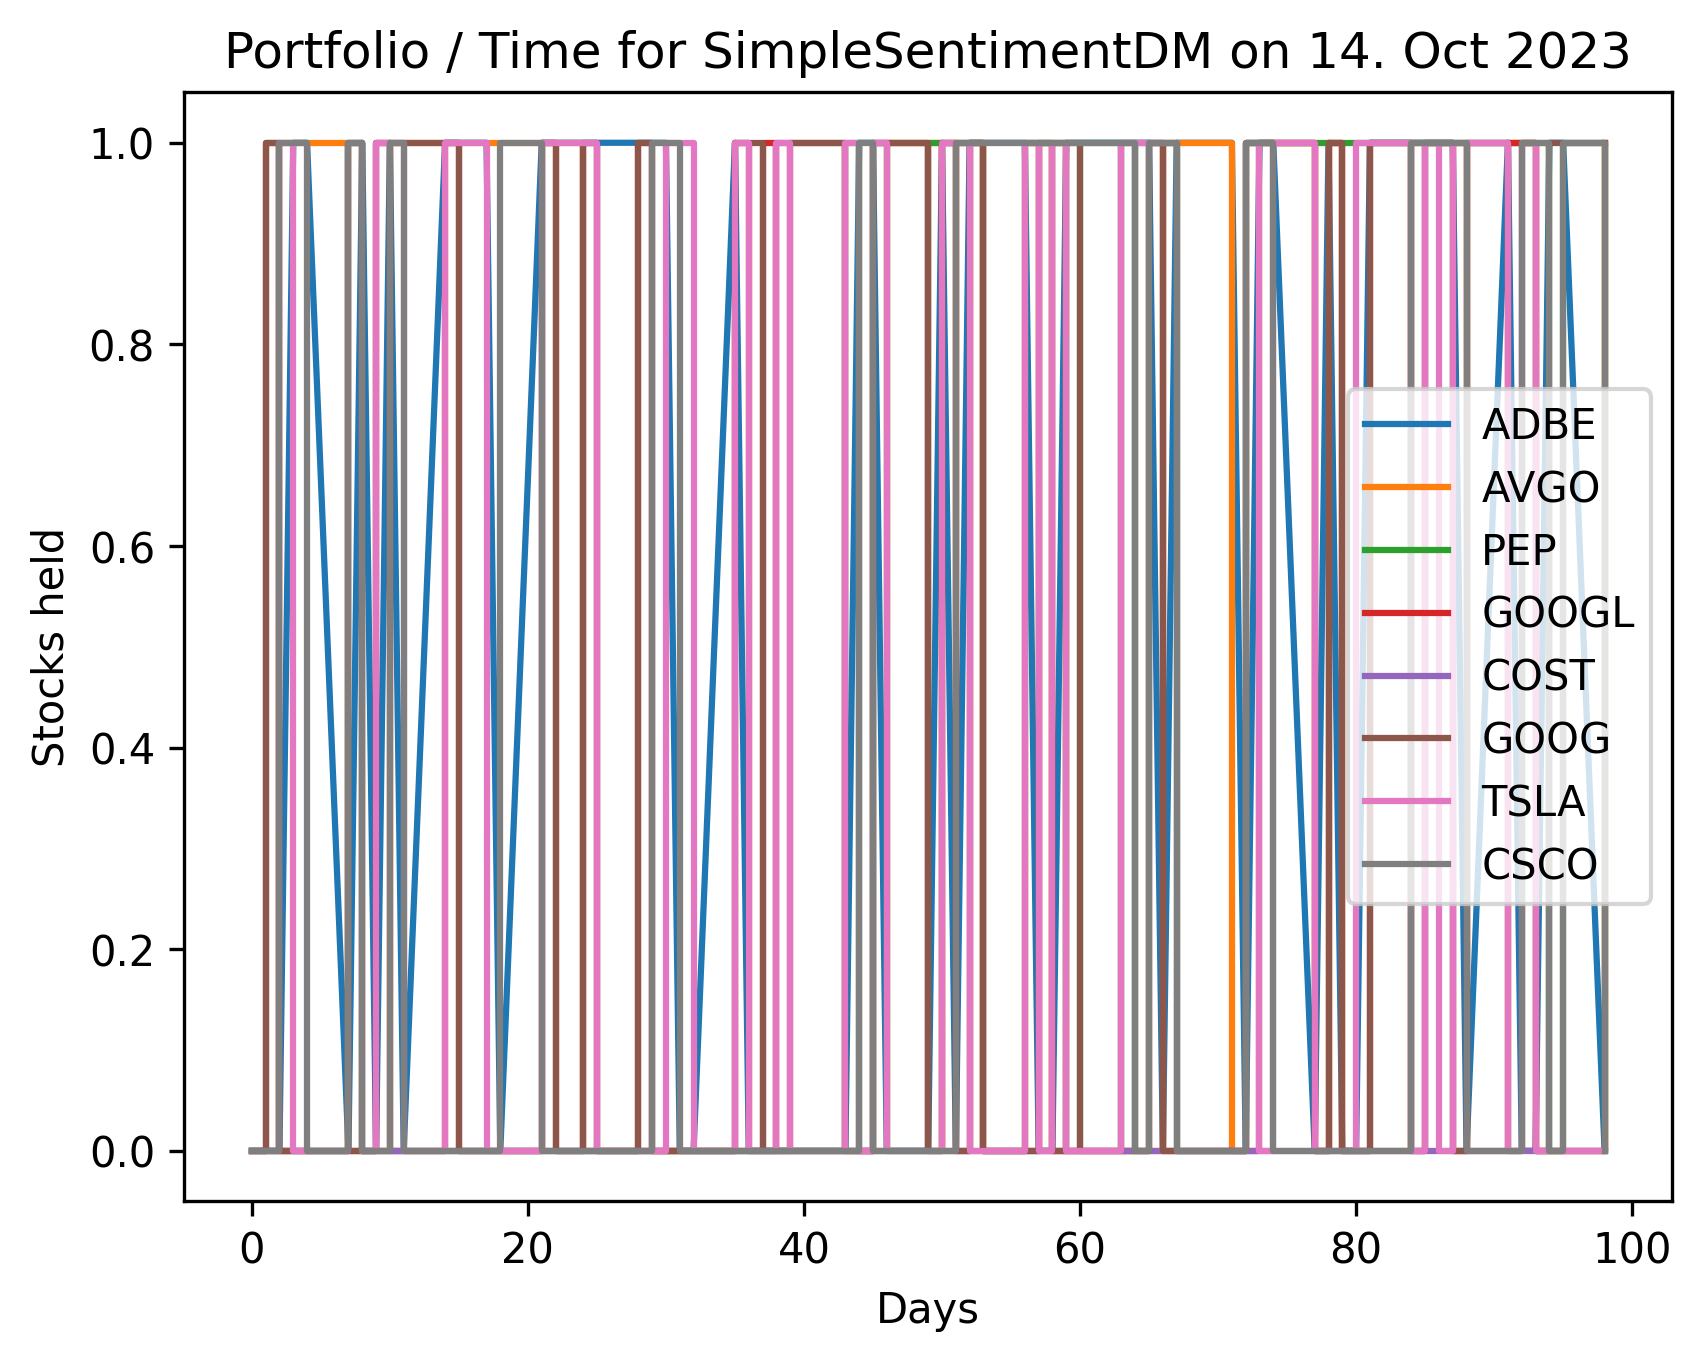 Portfolio / Time for SimpleSentimentDM on 14. Oct 2023
1.0
0.8
0.6
0.4
0.2
0.0
Stocks held
ADBE
AVGO
PEP
GOOGL
COST
GOOG
TSLA
CSCO
0 20 40 60 80 100
Days